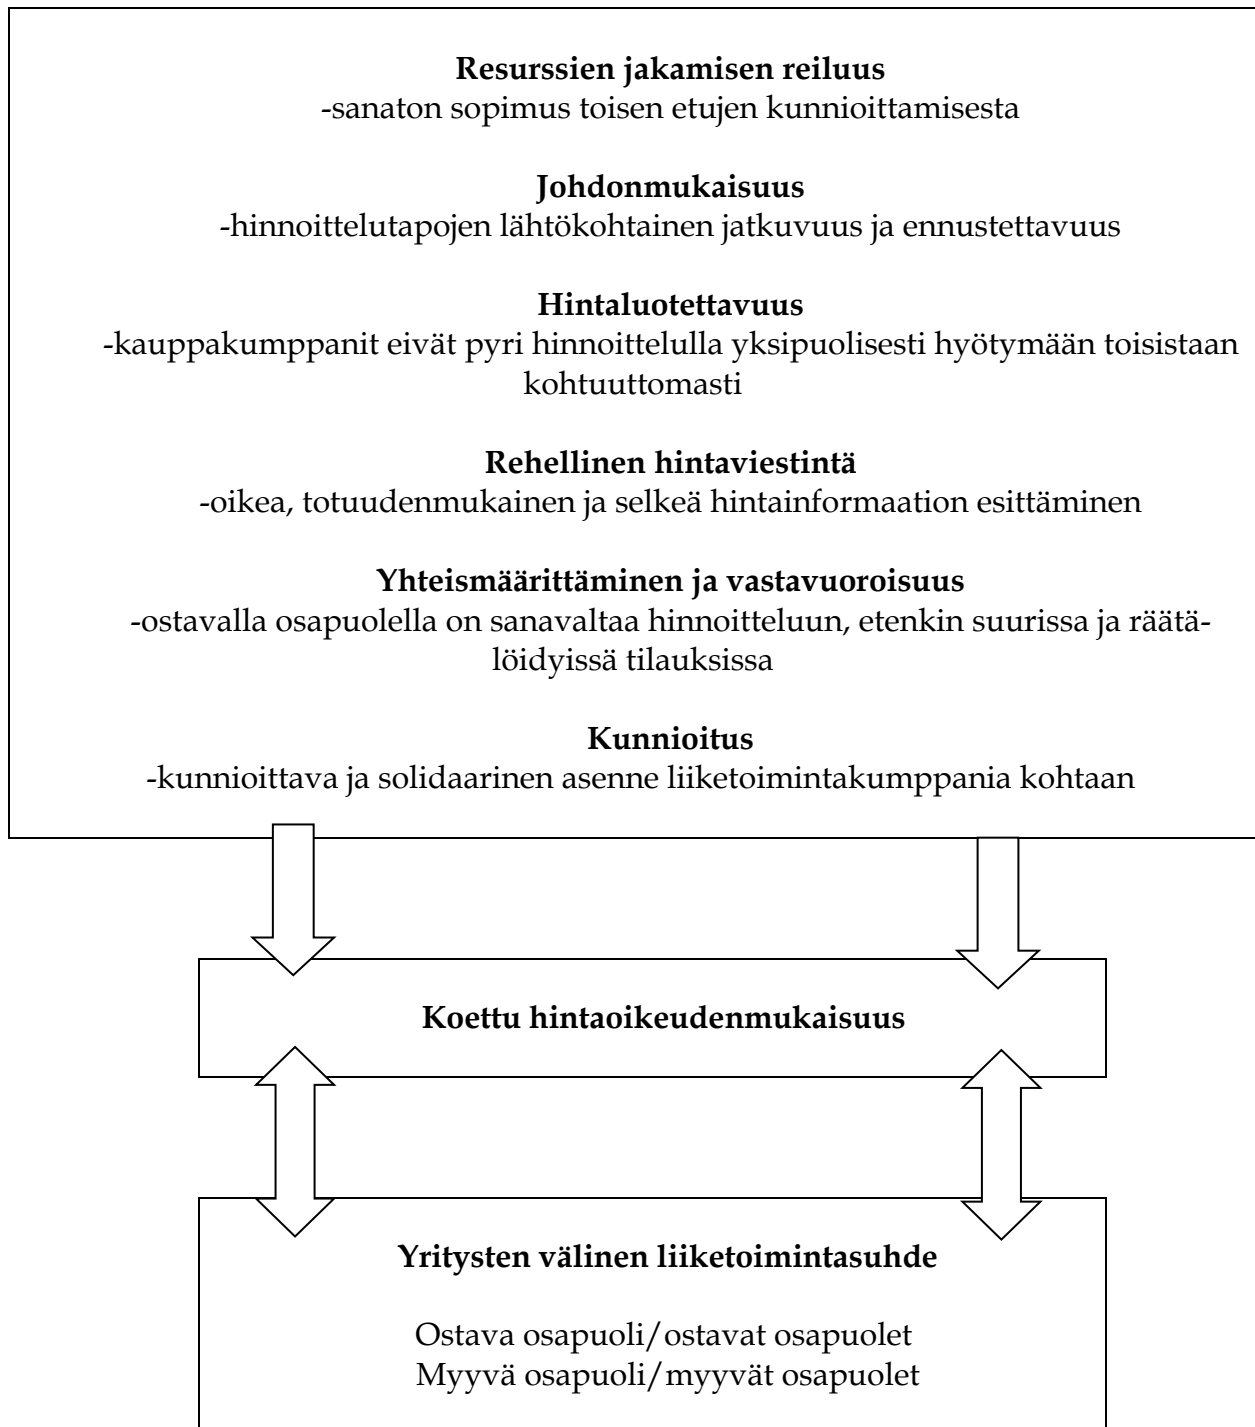 Resurssien jakamisen reiluus
-sanaton sopimus toisen etujen kunnioittamisesta
Johdonmukaisuus
-hinnoittelutapojen lähtökohtainen jatkuvuus ja ennustettavuus
Hintaluotettavuus
-kauppakumppanit eivät pyri hinnoittelulla yksipuolisesti hyötymään toisistaan
kohtuuttomasti
Rehellinen hintaviestintä
-oikea, totuudenmukainen ja selkeä hintainformaation esittäminen
Yhteismäärittäminen ja vastavuoroisuus
-ostavalla osapuolella on sanavaltaa hinnoitteluun, etenkin suurissa ja räätä-
löidyissä tilauksissa
Kunnioitus
-kunnioittava ja solidaarinen asenne liiketoimintakumppania kohtaan
Koettu hintaoikeudenmukaisuus
Yritysten välinen liiketoimintasuhde
Ostava osapuoli/ostavat osapuolet
Myyvä osapuoli/myyvät osapuolet